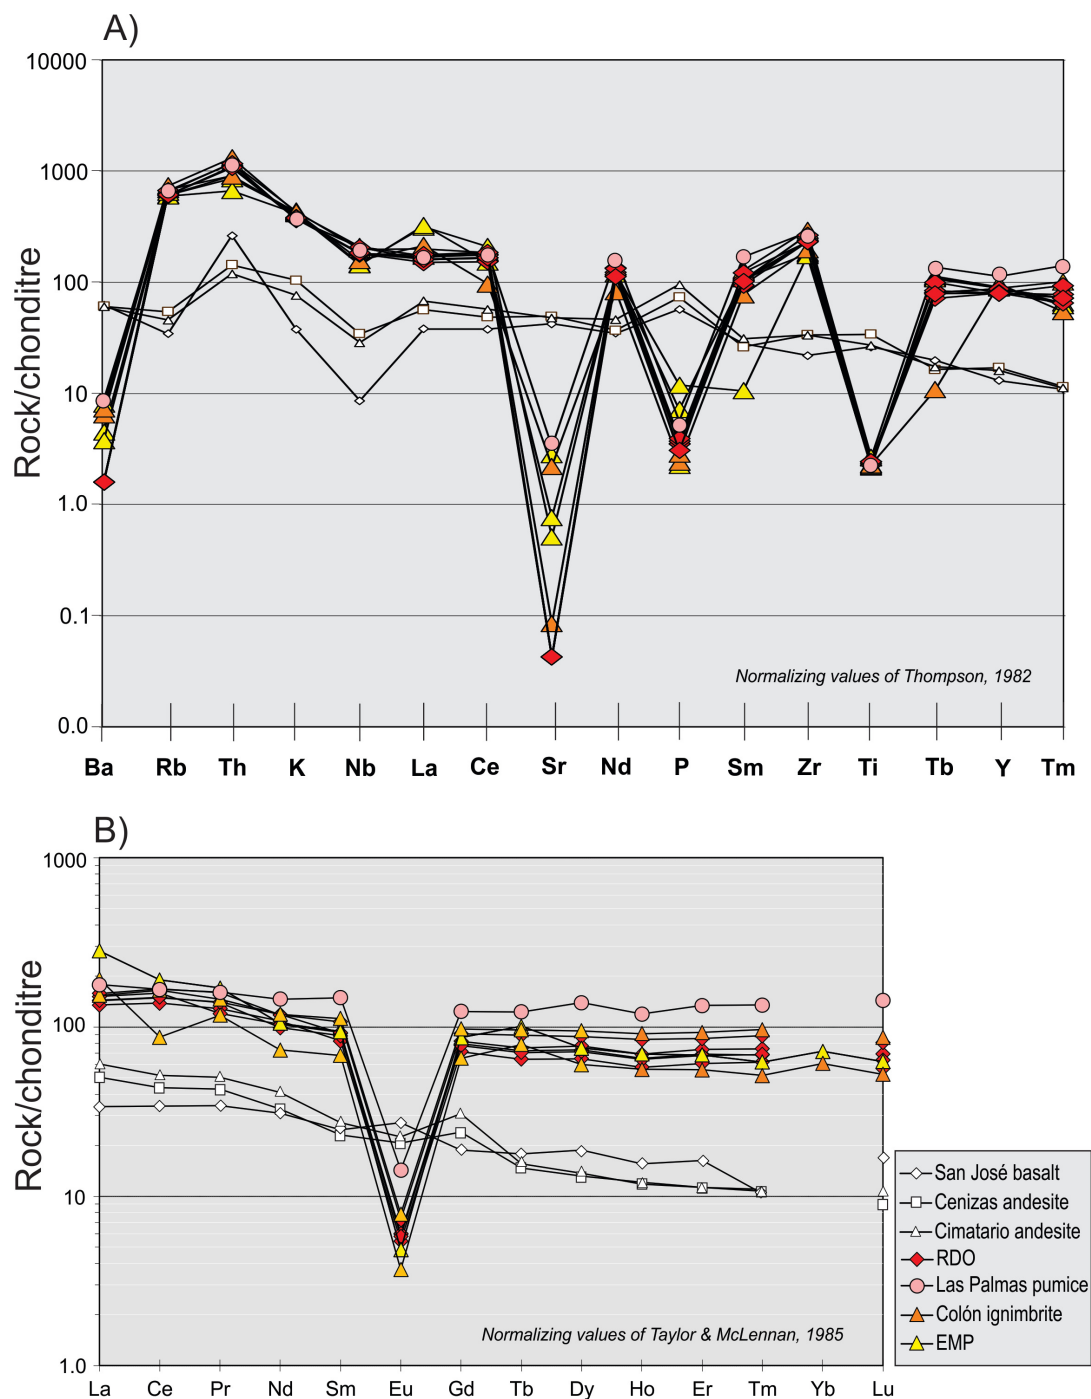 A)
10000
1000
100
10
1.0
0.1
0.0
Rock/chonditre
Normalizing values of Thompson, 1982
Ba Rb Th K Nb La Ce Sr Nd P Sm Zr Ti Tb Y Tm
B)
1000
100
10
1.0
Rock/chonditre
Normalizing values of Taylor & McLennan, 1985
La Ce Pr Nd Sm Eu Gd Tb Dy Ho Er Tm Yb Lu
San José basalt
Cenizas andesite
Cimatario andesite
RDO
Las Palmas pumice
Colón ignimbrite
EMP